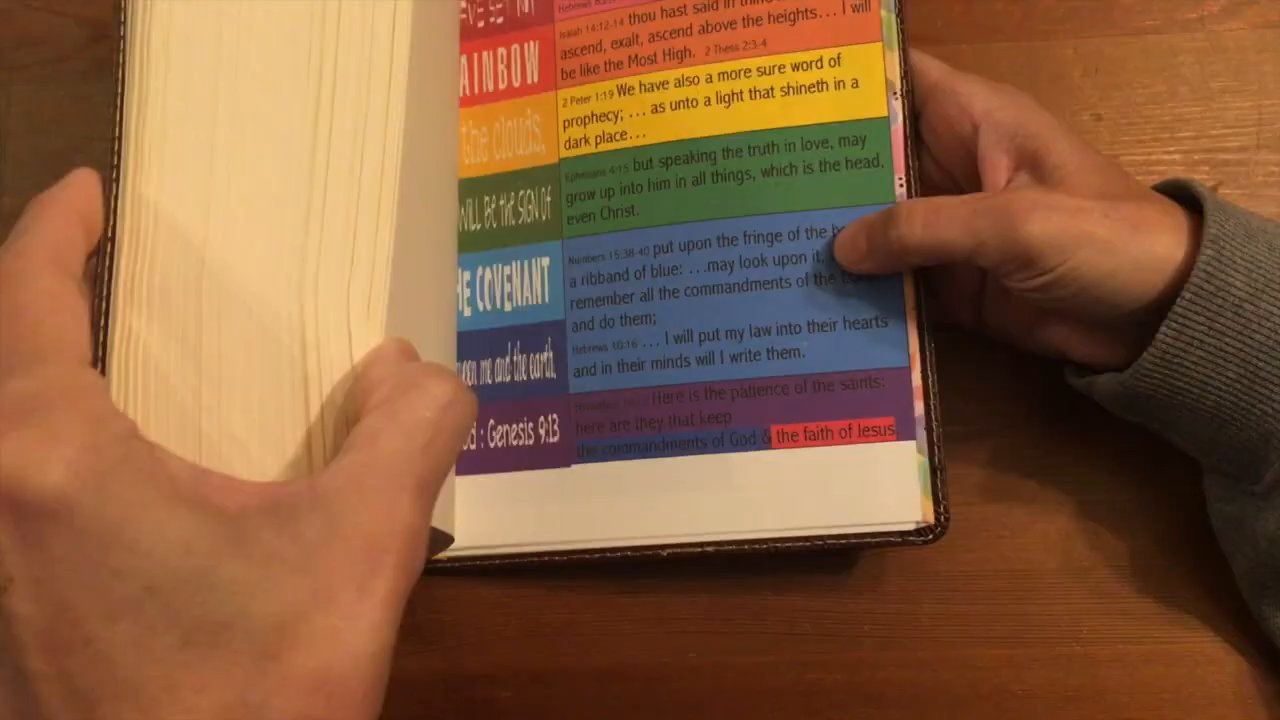 AINBOW
the clouds,
WILL BE the SIGN of
HE COVENANT
een me and the earth,
d : Genesis 9:13
Isaiah 14:12-14 thou hast said in
ascend, exalt, ascend above the heights... I will
be like the Most High. 2 Thess 2:3-4
2 Peter 1:19 We have also a more sure word of
prophecy; ... as unto a light that shineth in a
dark place...
Ephesians 4:15 but speaking the truth in love, may
grow up into him in all things, which is the head,
even Christ.
Numbers 15:38-40 put upon the fringe of the
a ribband of blue: ...may look upon it,
remember all the commandments of the
and do them;
Hebrews 10:16 ... I will put my law into their hearts
and in their minds will I write them.
Here is the patience of the saints:
here are they that keep
the commandments of God & the faith of Jesus